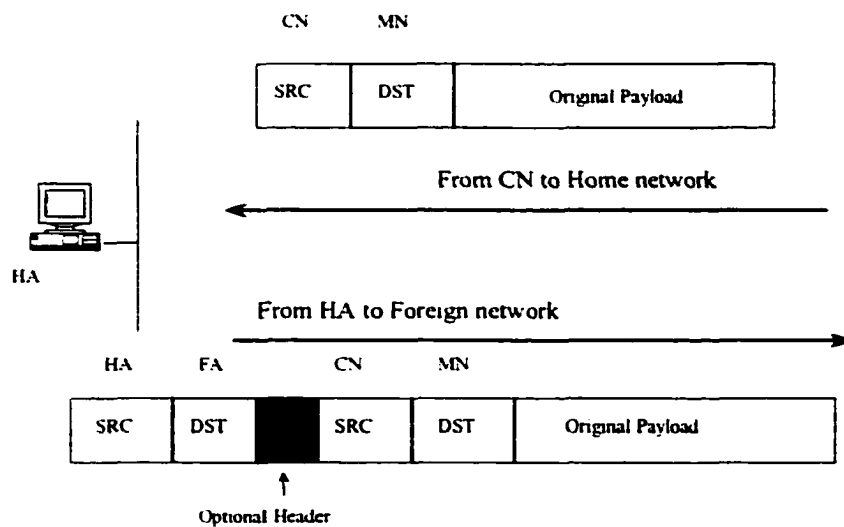 CN MN
SRC DST Original Payload
From CN to Home network
HA
From HA to Foreign network
HA FA CN MN
SRC DST SRC DST Original Payload
Optional Header